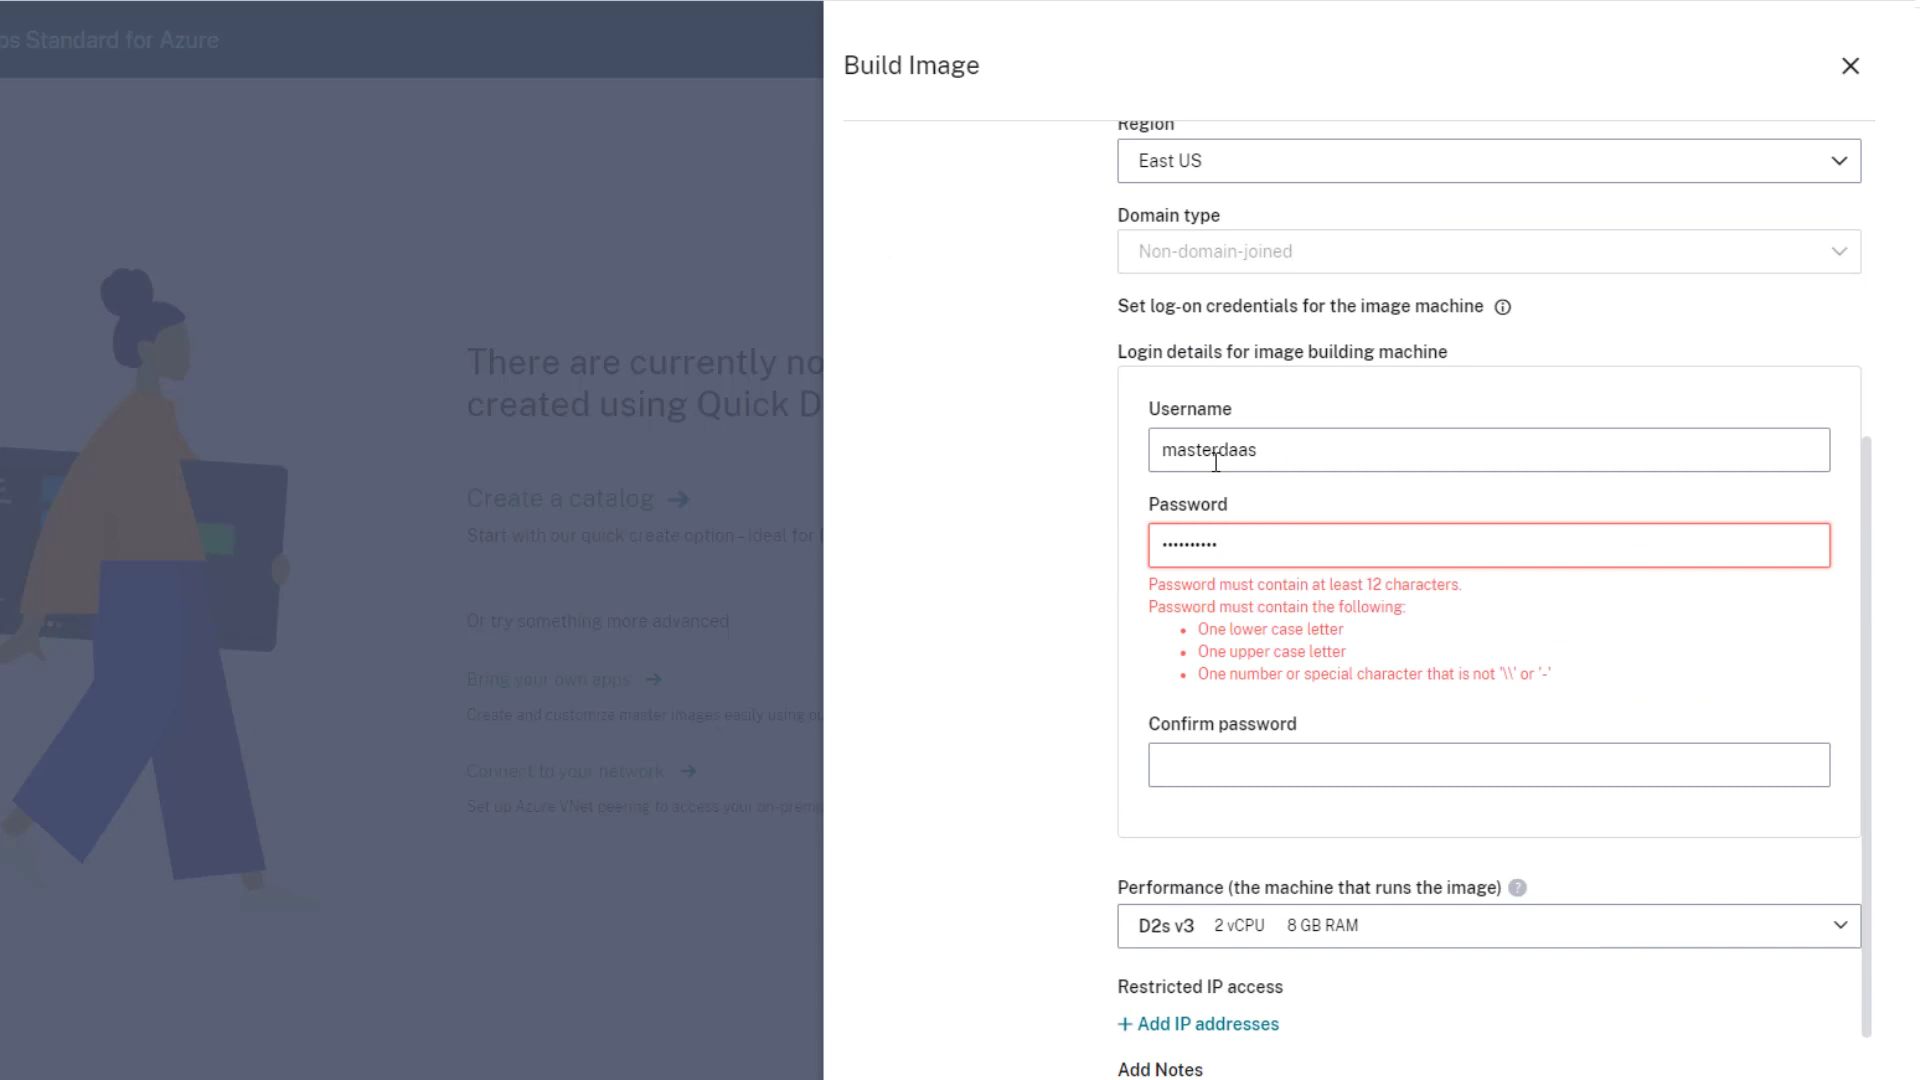 ps Standard for Azure
Build Image
Region
East US
Domain type
Non-domain-joined
Set log-on credentials for the image machine
Login details for image building machine
Username
masterdaas
Password
••••••••••
Password must contain at least 12 characters.
Password must contain the following:
• One lower case letter
• One upper case letter
• One number or special character that is not '\\' or '-'
Confirm password
Performance (the machine that runs the image) ?
D2s v3 2 vCPU 8 GB RAM
Restricted IP access
+ Add IP addresses
Add Notes
There are currently no
created using Quick D
Create a catalog →
Start with our quick create option - ideal for
Or try something more advanced
Bring your own apps →
Create and customize master images easily using
Connect to your network →
Set up Azure VNet peering to access your on-prem